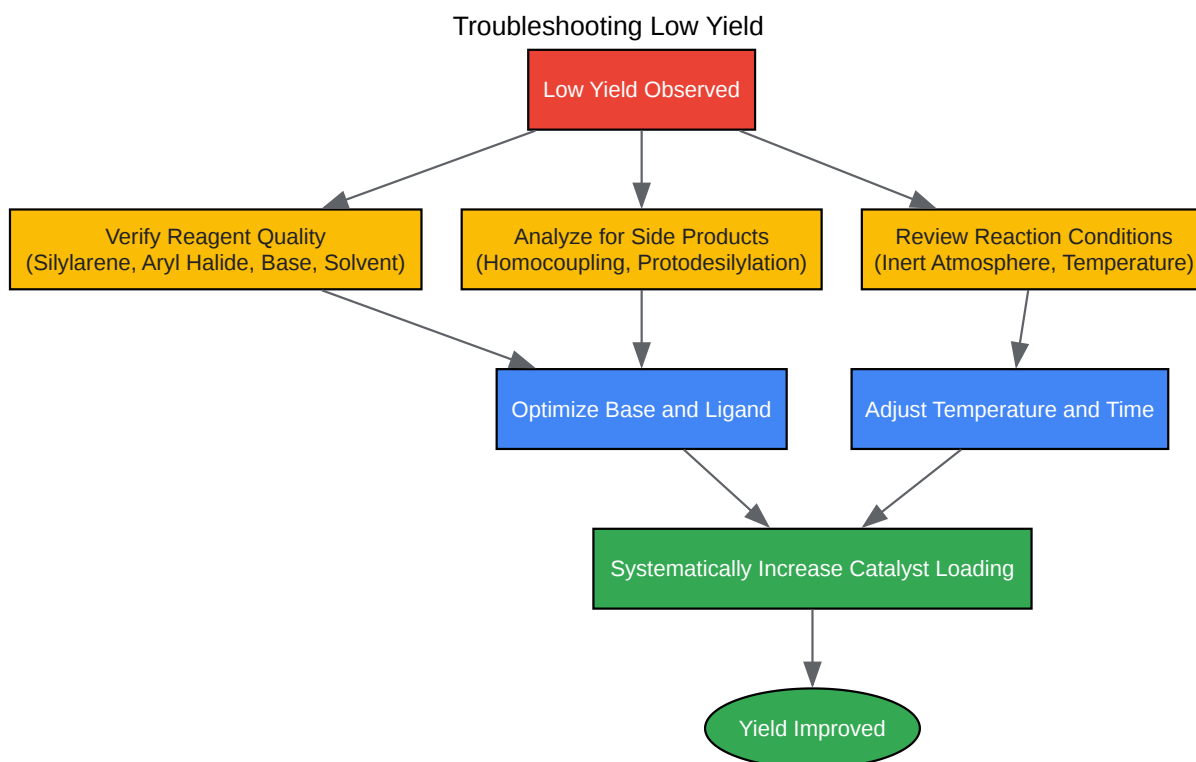 Troubleshooting Low Yield
Low Yield Observed
Verify Reagent Quality
(Silylarene, Aryl Halide, Base, Solvent)
Analyze for Side Products
(Homocoupling, Protodesilylation)
Review Reaction Conditions
(Inert Atmosphere, Temperature)
Optimize Base and Ligand
Adjust Temperature and Time
Systematically Increase Catalyst Loading
Yield Improved